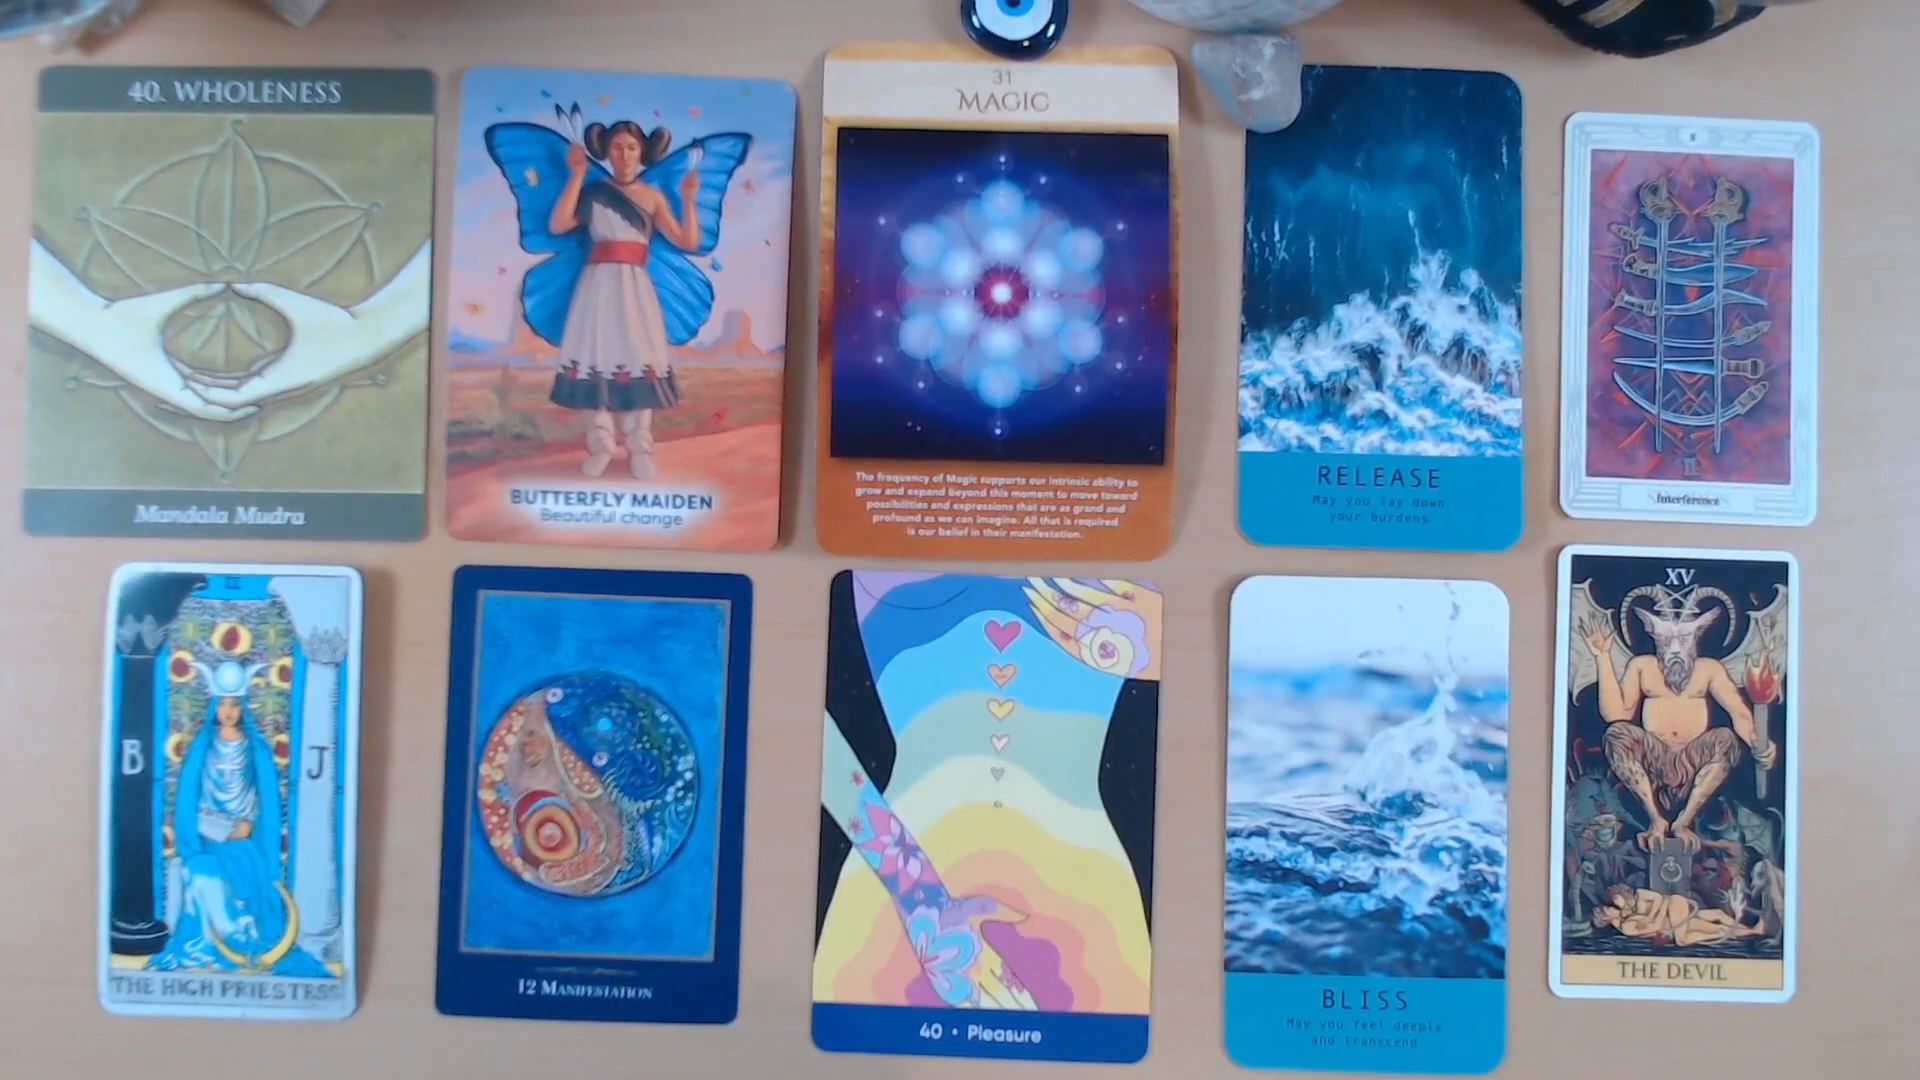 40. WHOLENESS
Mandala Mudra
BUTTERFLY MAIDEN
Beautiful change
31
MAGIC
The frequency of Magic supports our intrinsic ability to
grow and expand beyond this moment to move toward
possibilities and expressions that are as grand and
profound as we can imagine. All that is required
is our belief in their manifestation.
RELEASE
May you lay down
your burdens
8
II
Interference
II
B
J
THE HIGH PRIESTESS
12 MANIFESTATION
40 • Pleasure
BLISS
May you feel deeply
and transcend
XV
THE DEVIL